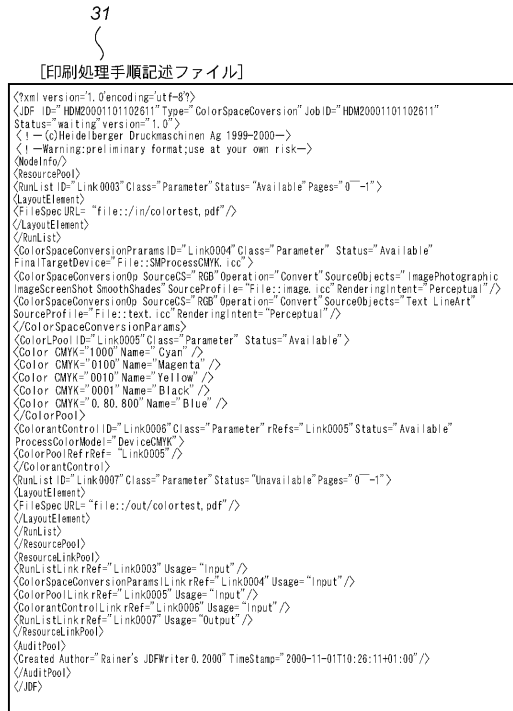 31
[印刷処理手順記述ファイル]
<?xml version='1.0'encoding='utf-8'?>
<JDF ID="HDM20001101102611"Type="ColorSpaceCoversion"JobID="HDM20001101102611"
Status="waiting"version="1.0">
<!―(c)Heidelberger Druckmaschinen Ag 1999-2000―>
<!―Warning:preliminary format;use at your own risk―>
<NodeInfo/>
<ResourcePool>
<RunList ID="Link0003"Class="Parameter"Status="Available"Pages="0¯-1">
<LayoutElement>
<FileSpec URL= "file::/in/colortest,pdf"/>
</LayoutElement>
</RunList>
<ColorSpaceConversionPrarams ID="Link0004"Class="Parameter" Status="Available"
FinalTargetDevice="File::SMProcessCMYK.icc">
<ColorSpaceConversionOp SourceCS="RGB"Operation="Convert"SourceObjects="ImagePhotographic
ImageScreenShot SmoothShades"SourceProfile="File::image.icc"RenderingIntent="Perceptual"/>
<ColorSpaceConversionOp SourceCS="RGB"Operation="Convert"SourceObjects="Text LineArt"
SourceProfile="File::text.icc"RenderingIntent="Perceptual"/>
</ColorSpaceConversionParams>
<ColorLPool ID="Link0005"Class="Parameter" Status="Available">
<Color CMYK="1000"Name="Cyan"/>
<Color CMYK="0100"Name="Magenta"/>
<Color CMYK="0010"Name="Yellow"/>
<Color CMYK="0001"Name="Black"/>
<Color CMYK="0.80.800"Name="Blue"/>
</ColorPool>
<ColorantControl ID="Link0006"Class="Parameter"rRefs="Link0005"Status="Available"
ProcessColorModel="DeviceCMYK">
<ColorPoolRef rRef= "Link0005"/>
</ColorantControl>
<RunList ID="Link0007"Class="Parameter"Status="Unavailable"Pages="0¯-1">
<LayoutElement>
<FileSpec URL="file::/out/colortest,pdf"/>
</LayoutElement>
</RunList>
</ResourcePool>
<ResourceLinkPool>
<RunListLink rRef="Link0003"Usage="Input"/>
<ColorSpaceConversionParams|Link rRef="Link0004"Usage="Input"/>
<ColorPoolLink rRef="Link0005"Usage="Input"/>
<ColorantControlLink rRef="Link0006"Usage="Input"/>
<RunListLink rRef="Link0007"Usage="Output"/>
</ResourceLinkPool>
<AuditPool>
<Created Author="Rainer's JDFWriter0.2000"TimeStamp="2000-11-01T10:26:11+01:00"/>
</AuditPool>
</JDF>